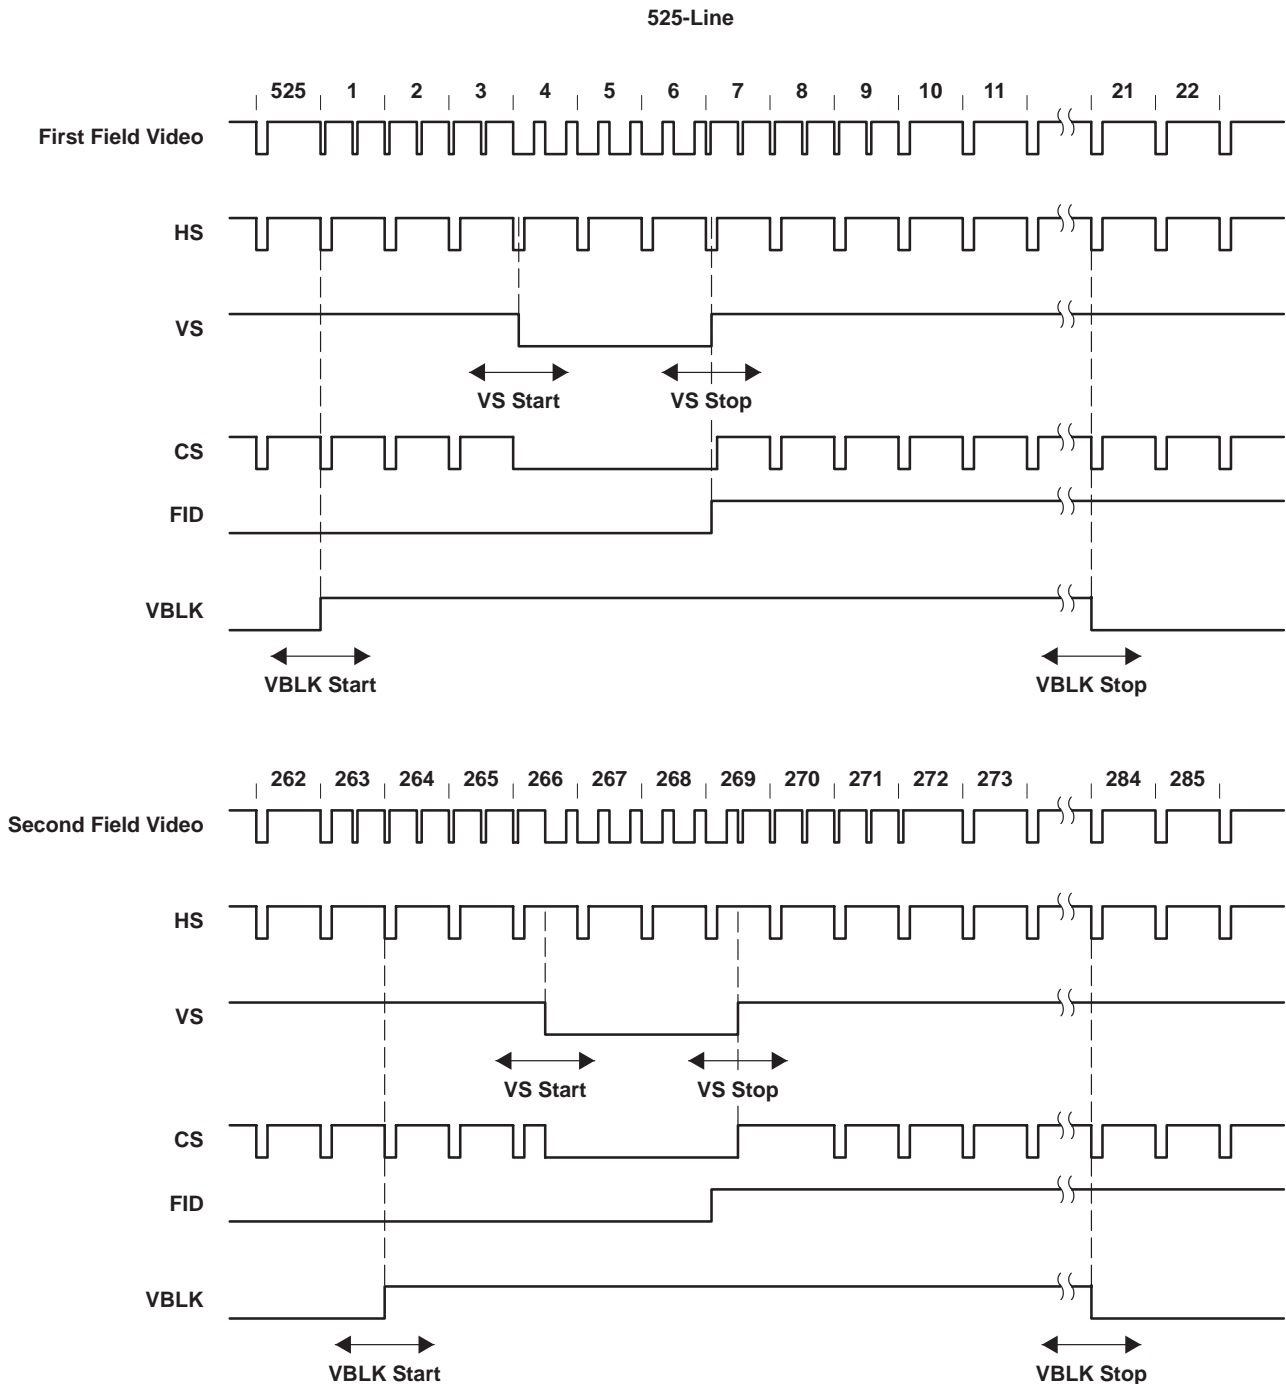 525-Line
525 1 2 3 4 5 6 7 8 9 10 11 21 22
First Field Video
HS
VS
VS Start VS Stop
CS
FID
VBLK
VBLK Start VBLK Stop
262 263 264 265 266 267 268 269 270 271 272 273 284 285
Second Field Video
HS
VS
VS Start VS Stop
CS
FID
VBLK
VBLK Start VBLK Stop